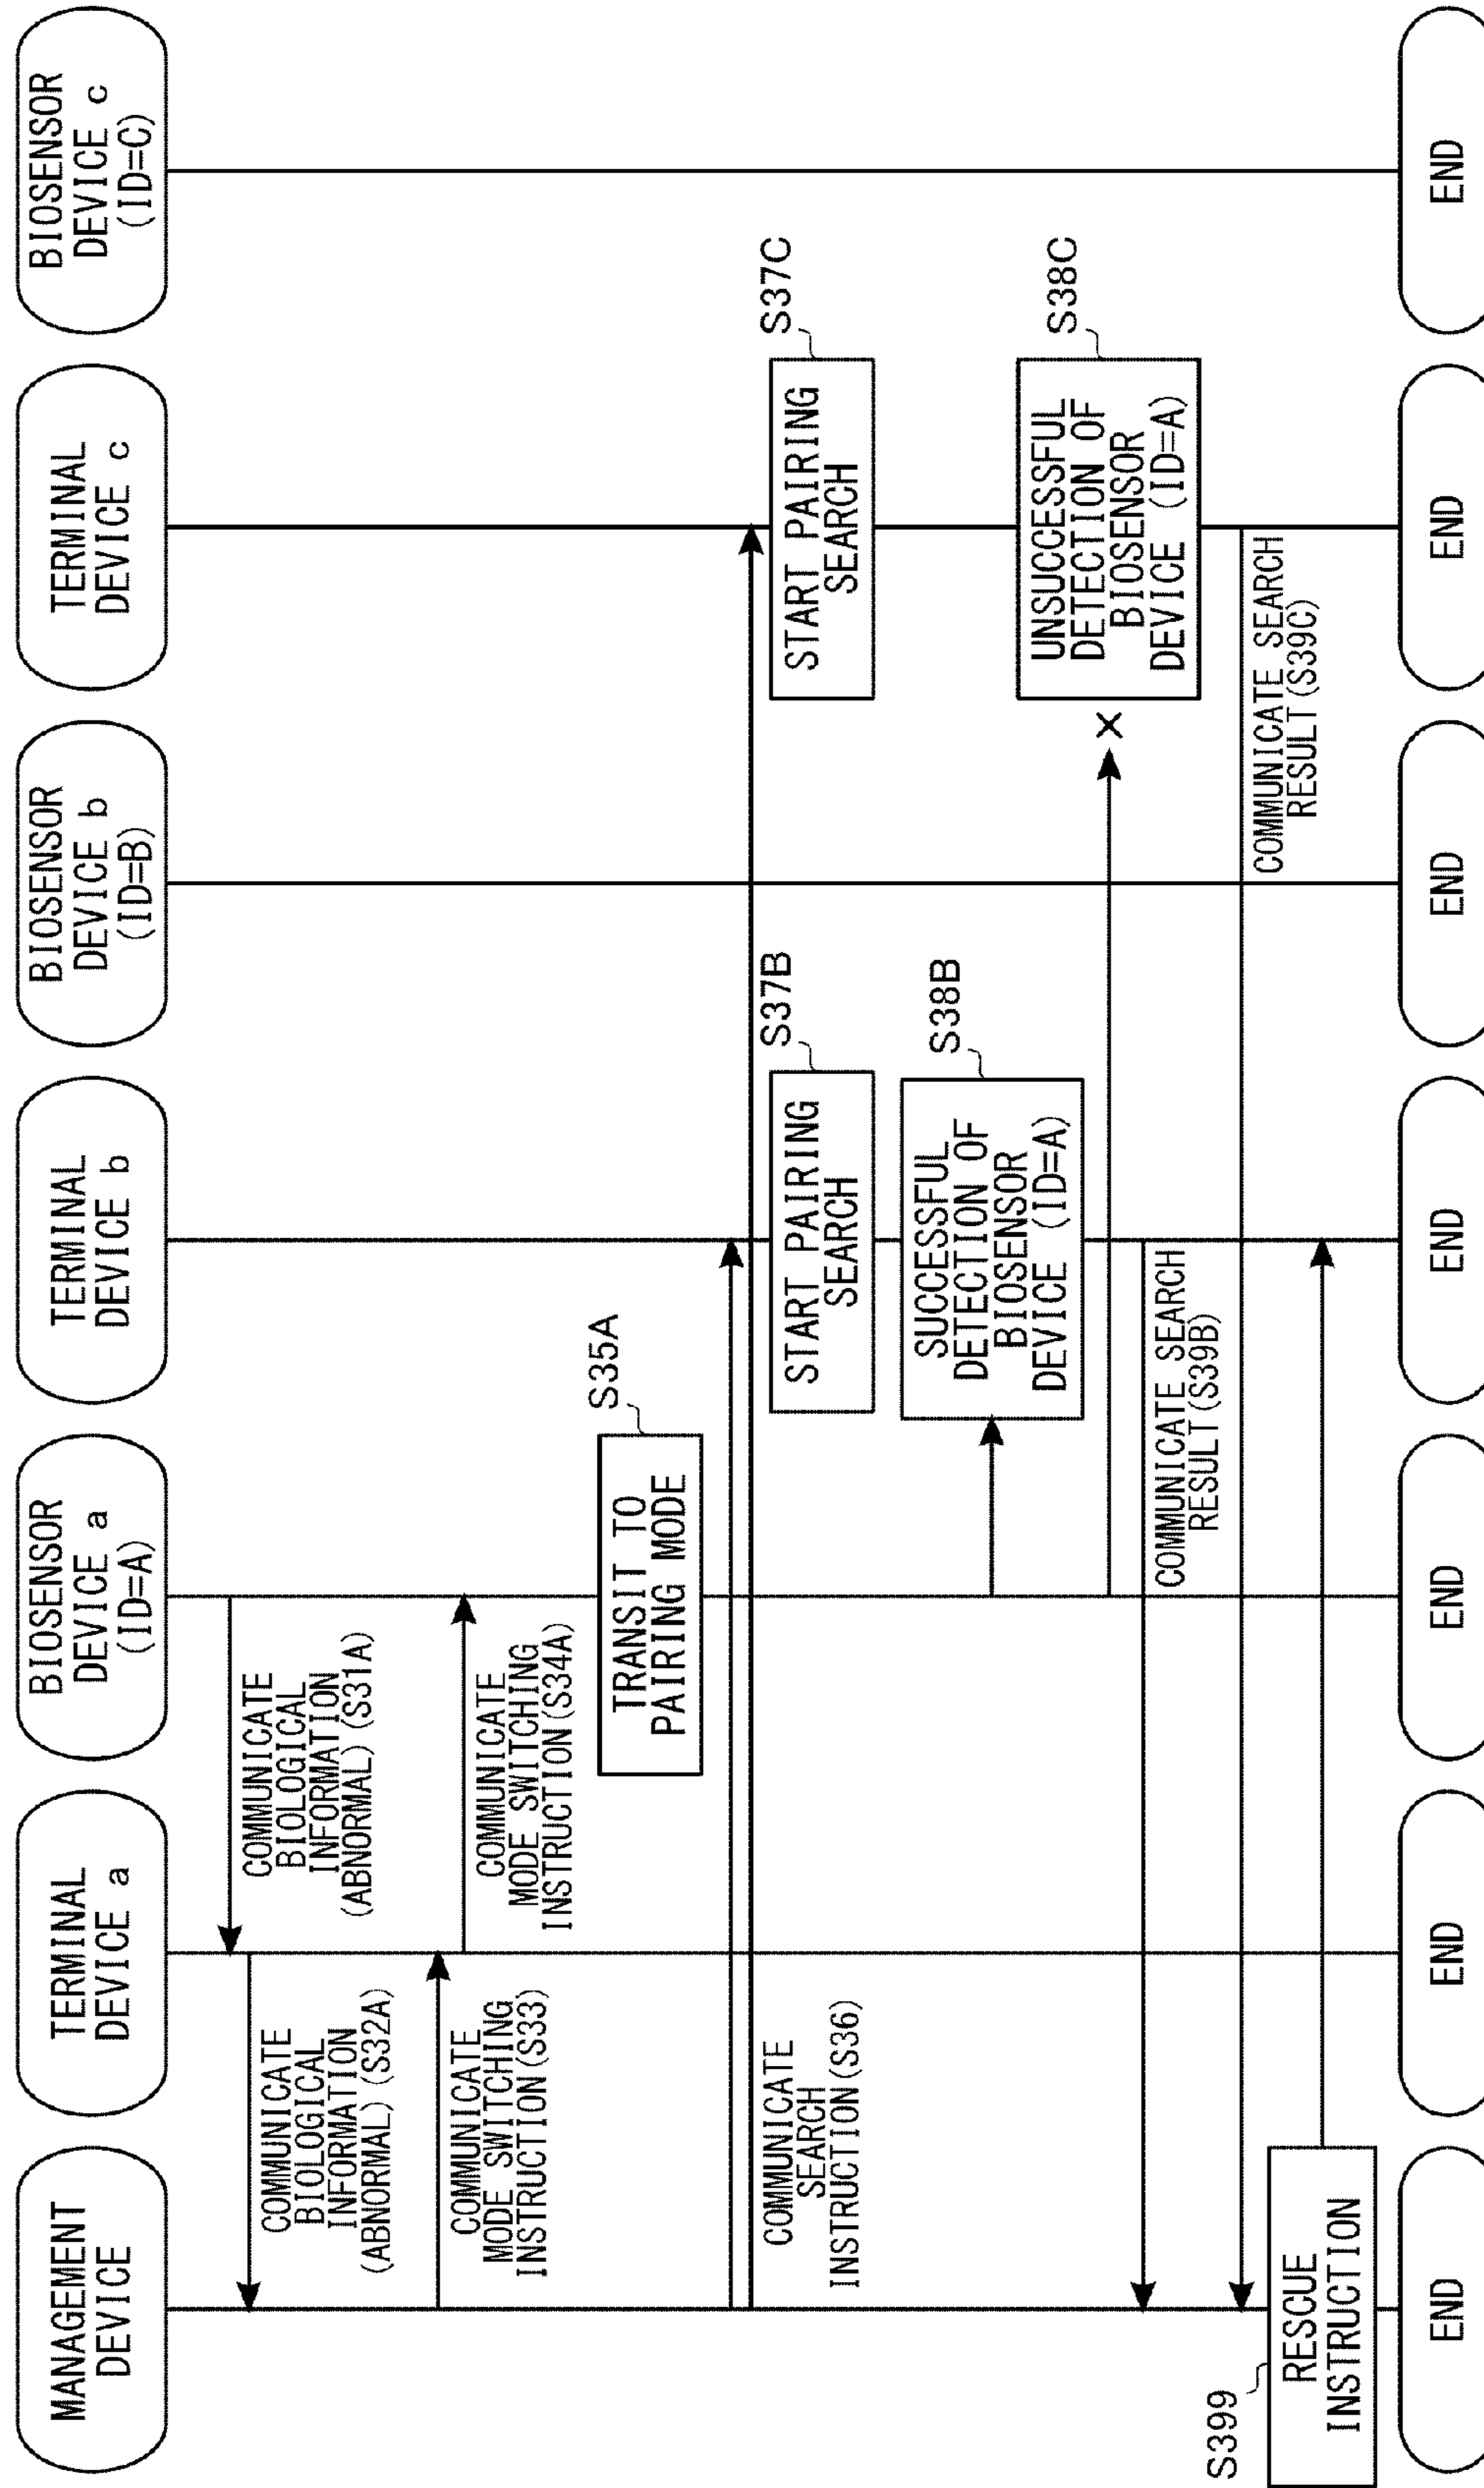 MANAGEMENT
DEVICE
TERMINAL
DEVICE a
BIOSENSOR
DEVICE a
(ID=A)
TERMINAL
DEVICE b
BIOSENSOR
DEVICE b
(ID=B)
TERMINAL
DEVICE c
BIOSENSOR
DEVICE c
(ID=C)
COMMUNICATE
BIOLOGICAL
INFORMATION
(ABNORMAL)(S31A)
COMMUNICATE
BIOLOGICAL
INFORMATION
(ABNORMAL)(S32A)
COMMUNICATE
MODE SWITCHING
INSTRUCTION(S33)
COMMUNICATE
MODE SWITCHING
INSTRUCTION(S34A)
S35A
TRANSIT TO
PAIRING MODE
COMMUNICATE
SEARCH
INSTRUCTION(S36)
S37B
START PAIRING
SEARCH
S37C
START PAIRING
SEARCH
S38B
SUCCESSFUL
DETECTION OF
BIOSENSOR
DEVICE (ID=A)
S38C
UNSUCCESSFUL
DETECTION OF
BIOSENSOR
DEVICE (ID=A)
×
COMMUNICATE SEARCH
RESULT(S39B)
COMMUNICATE SEARCH
RESULT(S39C)
S399
RESCUE
INSTRUCTION
END
END
END
END
END
END
END